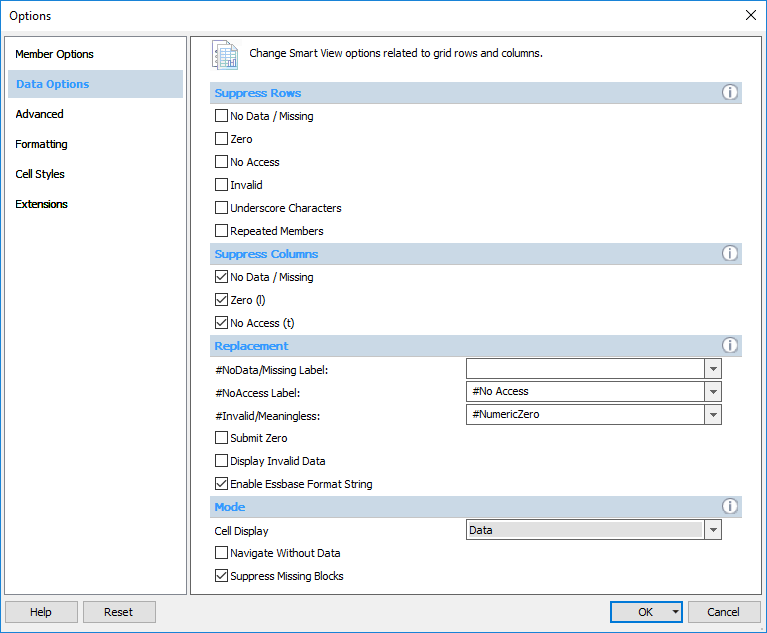 Options
Member Options
Data Options
Advanced
Formatting
Cell Styles
Extensions
Change Smart View options related to grid rows and columns.
Suppress Rows
No Data / Missing
Zero
No Access
Invalid
Underscore Characters
Repeated Members
Suppress Columns
No Data / Missing
Zero (l)
No Access (t)
Replacement
#NoData/Missing Label:
#NoAccess Label: #No Access
#Invalid/Meaningless: #NumericZero
Submit Zero
Display Invalid Data
Enable Essbase Format String
Mode
Cell Display Data
Navigate Without Data
Suppress Missing Blocks
Help Reset OK Cancel